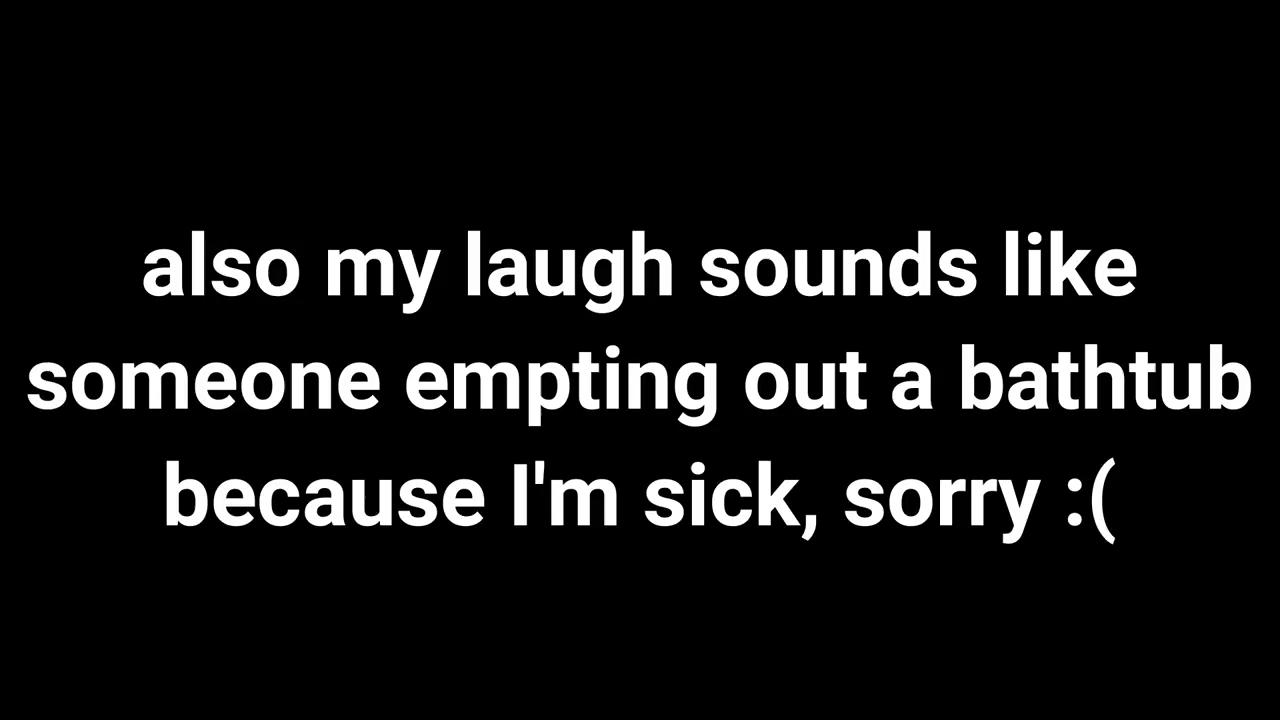 also my laugh sounds like
someone empting out a bathtub
because I'm sick, sorry :(